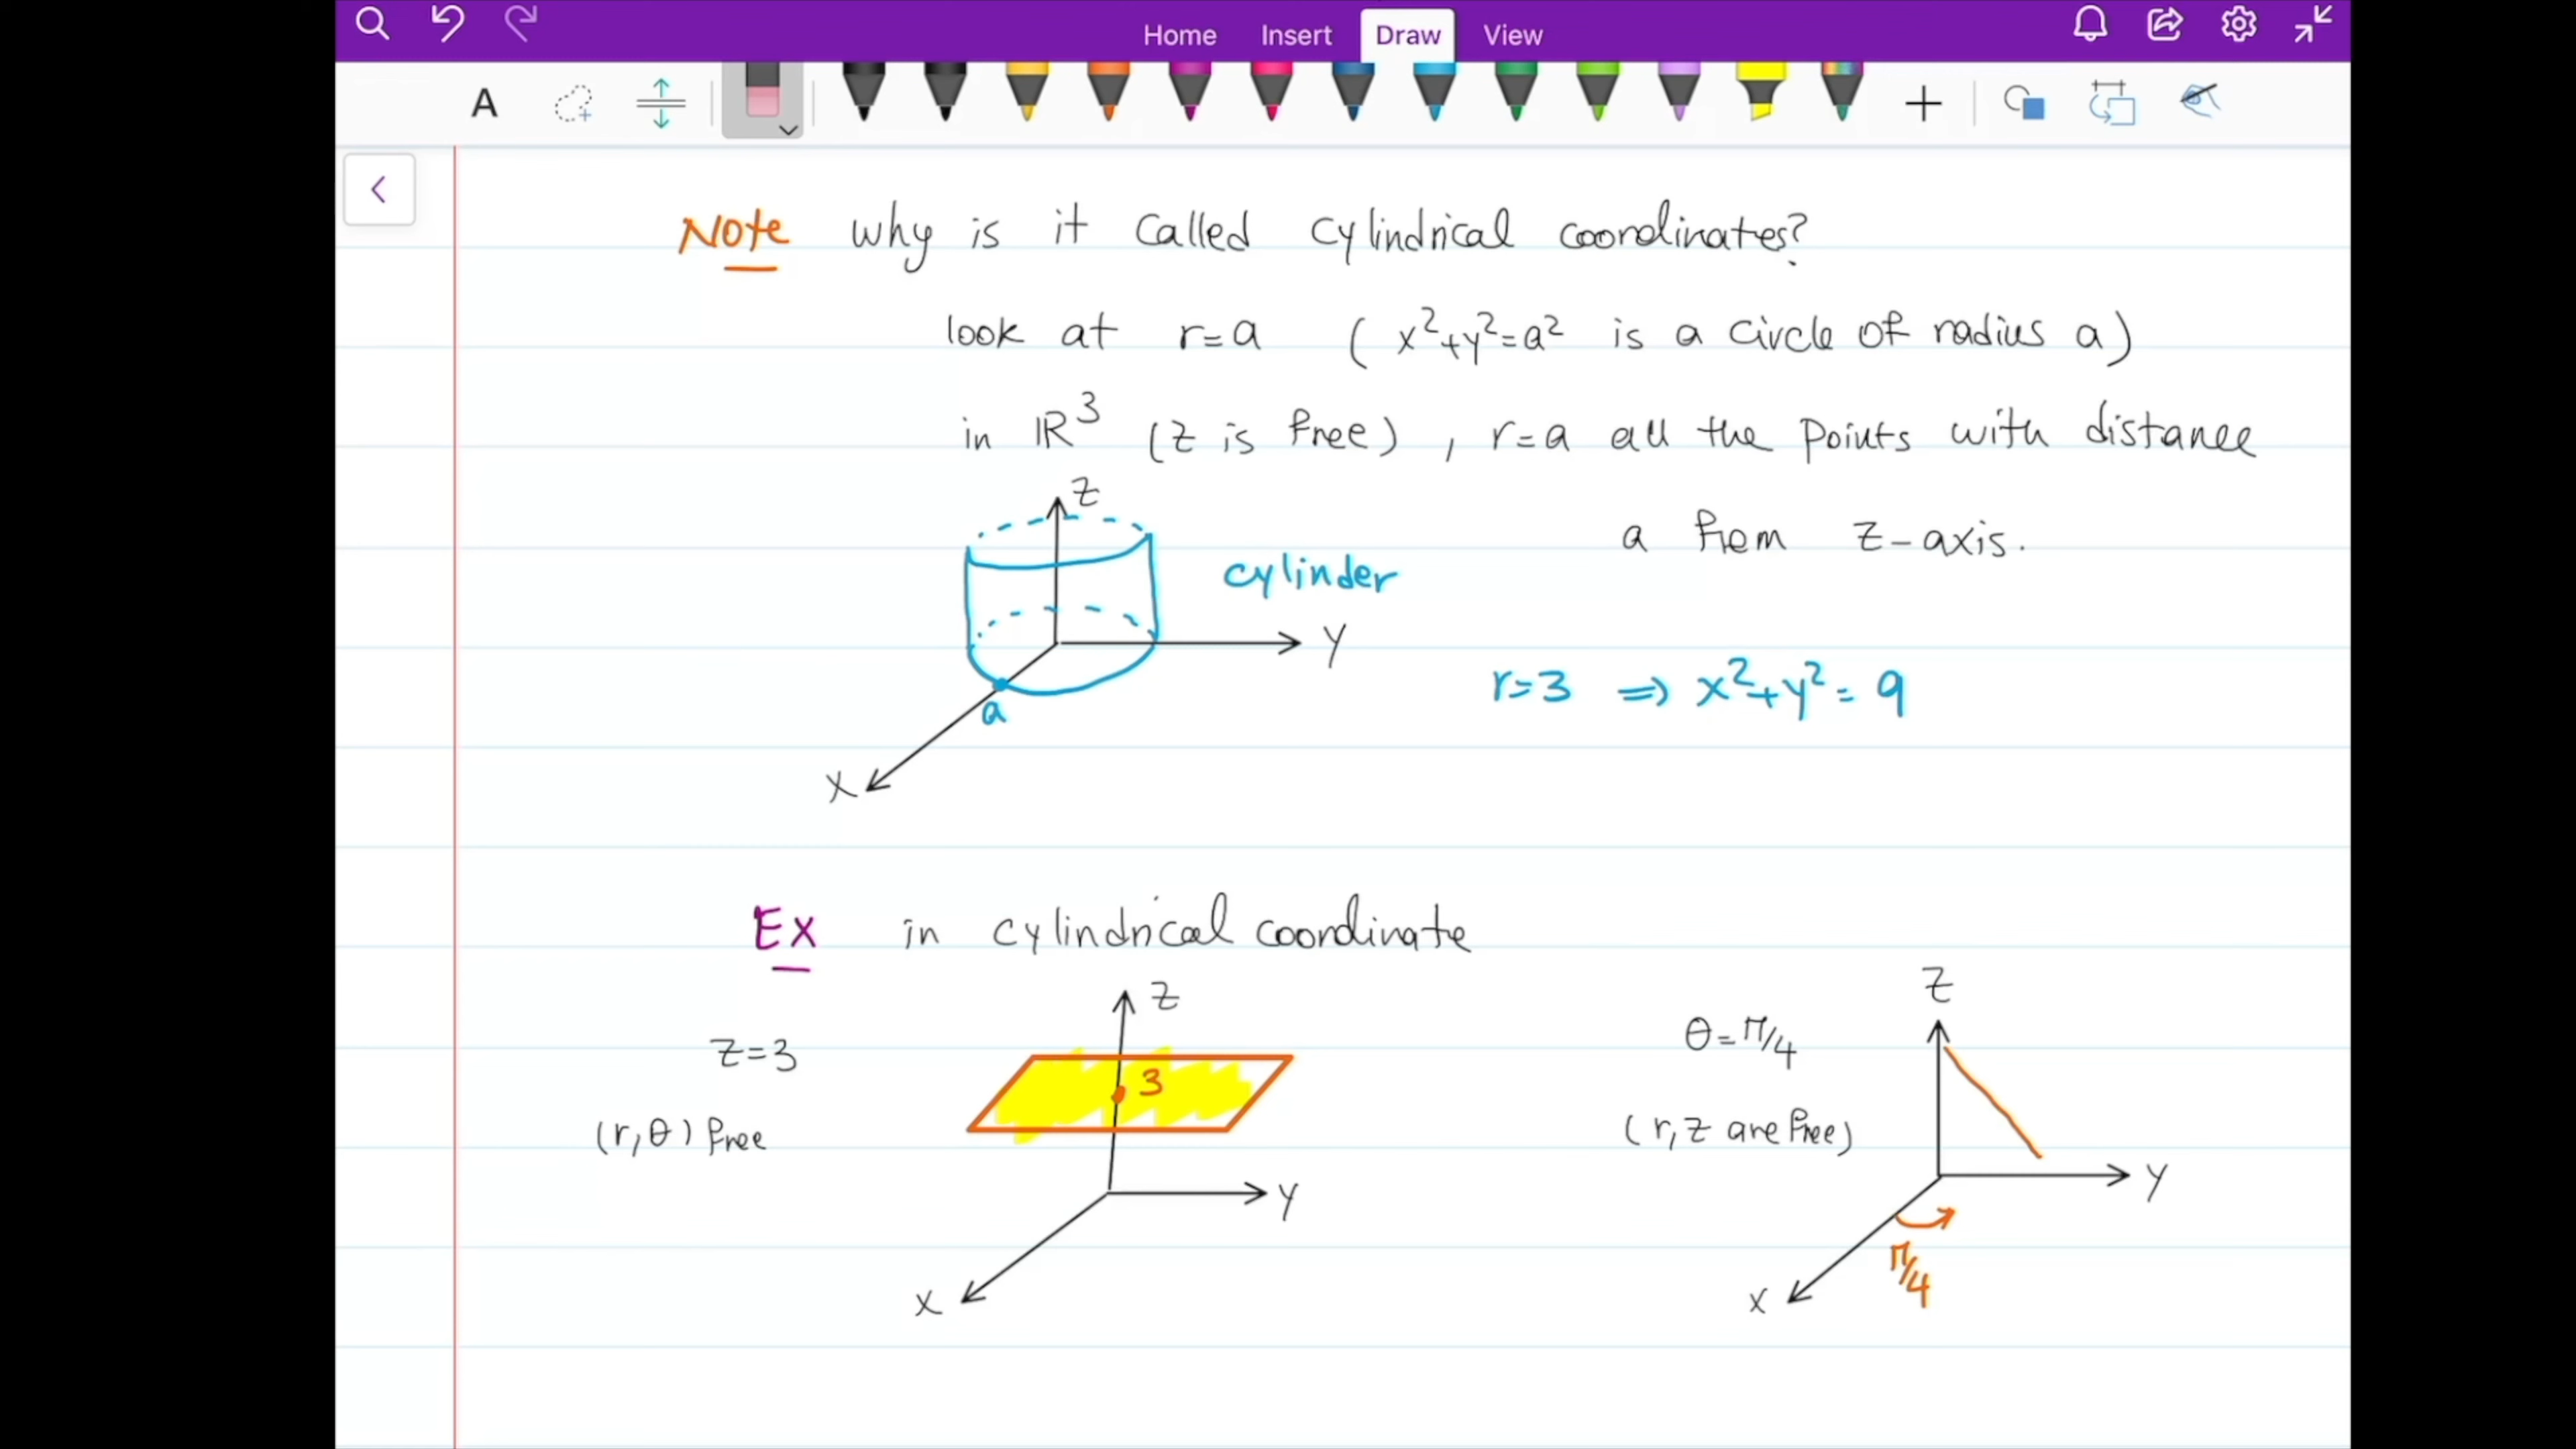 Home Insert Draw View
A
Note why is it called cylindrical coordinates?
look at r=a ( x²+y²=a² is a circle of radius a)
in ℝ³ (z is free) , r=a all the points with distance
a from z-axis.
z
cylinder
y
a
x
r=3 ⇒ x²+y²= 9
Ex in cylindrical coordinate
z=3
(r,θ) free
z
3
y
x
θ=π/4
(r,z are free)
z
y
π/4
x